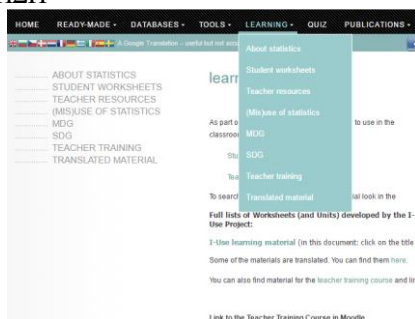 HOME READY-MADE DATABASES TOOLS LEARNING QUIZ PUBLICATIONS
A Google Translation - useful but not
About statistics
Student worksheets
Teacher resources
(Mis)use of statistics
MDG
SDG
Teacher training
Translated material
ABOUT STATISTICS
STUDENT WORKSHEETS
TEACHER RESOURCES
(MIS)USE OF STATISTICS
MDG
SDG
TEACHER TRAINING
TRANSLATED MATERIAL
lear
As part o to use in the
classroo
Stu
Tea
To search ial look in the
Full lists of Worksheets (and Units) developed by the I-
Use Project:
I-Use learning material (in this document: click on the title
Some of the materials are translated. You can find them here.
You can also find material for the teacher training course and lin
Link to the Teacher Training Course in Moodle